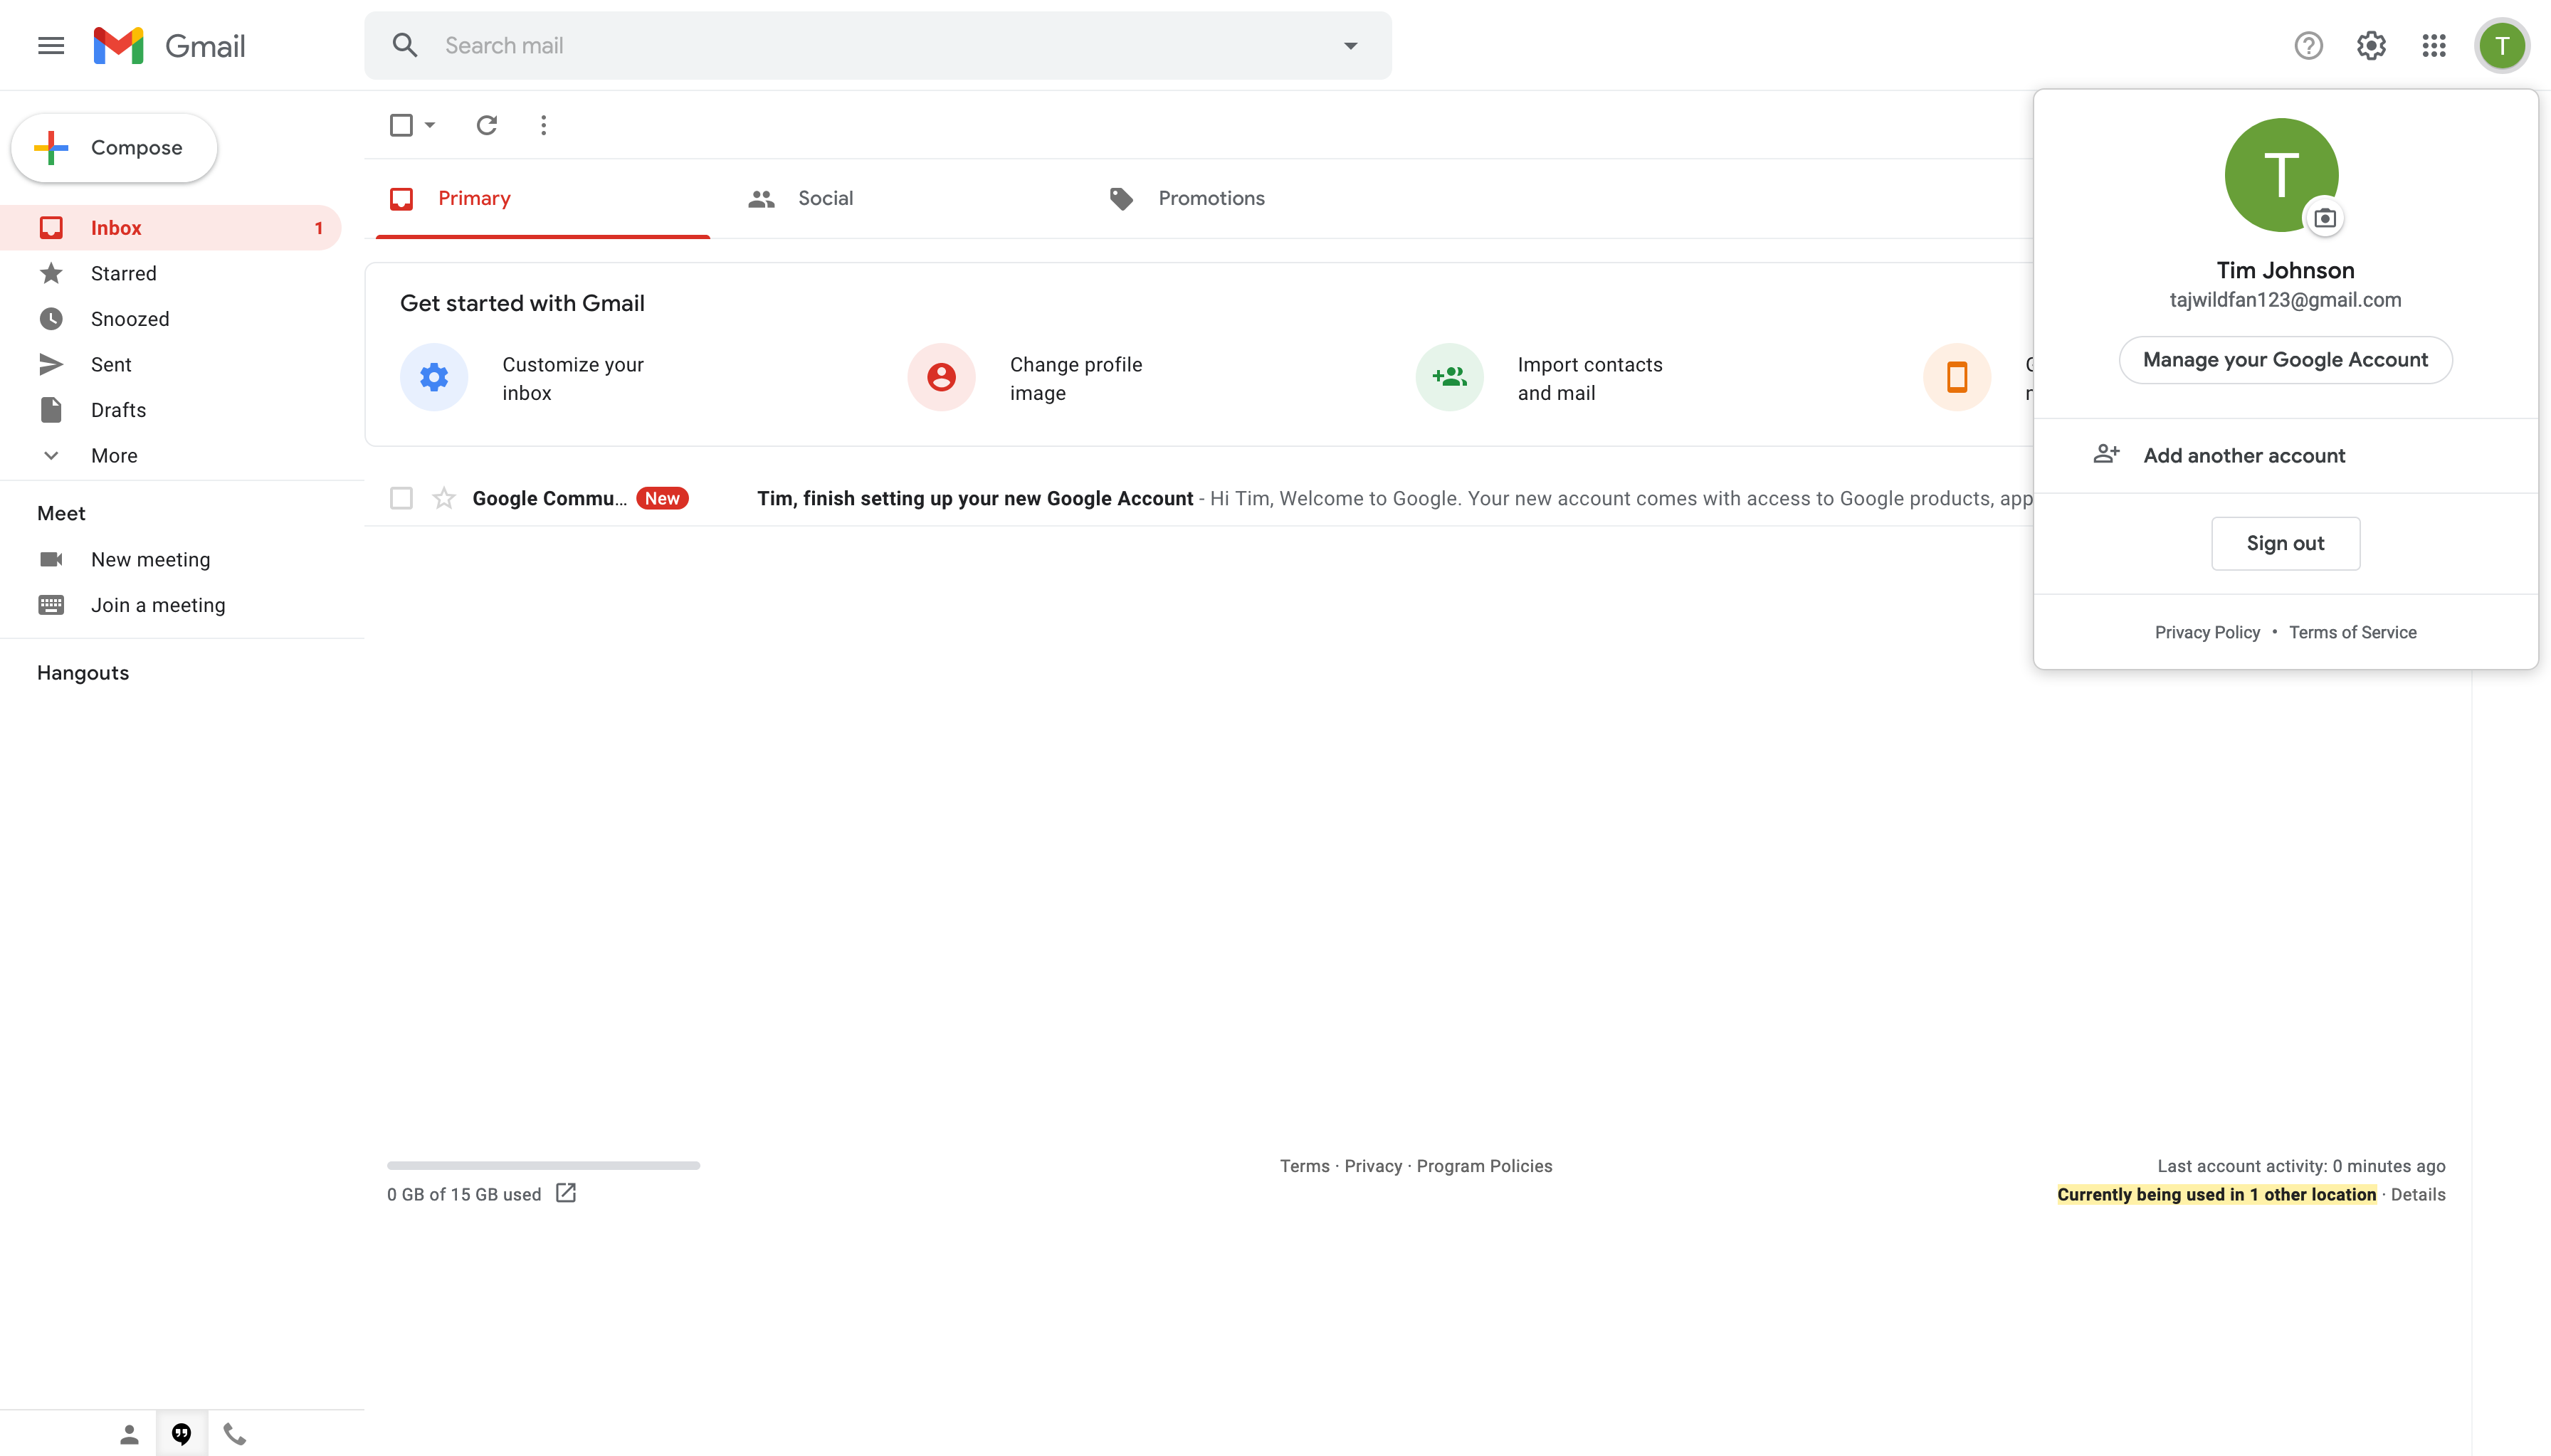 Gmail
Search mail
T
Compose
Inbox 1
Starred
Snoozed
Sent
Drafts
More
Meet
New meeting
Join a meeting
Hangouts
Primary
Social
Promotions
Get started with Gmail
Customize your
inbox
Change profile
image
Import contacts
and mail
Google Commu... New Tim, finish setting up your new Google Account - Hi Tim, Welcome to Google. Your new account comes with access to Google products, app
T
Tim Johnson
tajwildfan123@gmail.com
Manage your Google Account
Add another account
Sign out
Privacy Policy • Terms of Service
0 GB of 15 GB used
Terms · Privacy · Program Policies
Last account activity: 0 minutes ago
Currently being used in 1 other location · Details